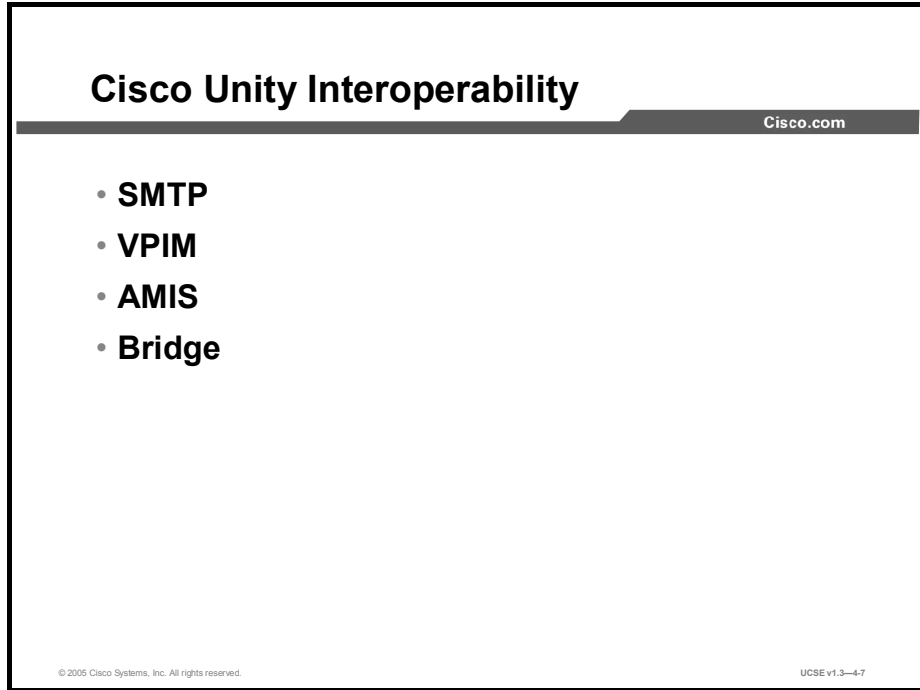 Cisco Unity Interoperability
Cisco.com
• SMTP
• VPIM
• AMIS
• Bridge
© 2005 Cisco Systems, Inc. All rights reserved.
UCSE v1.3—4-7